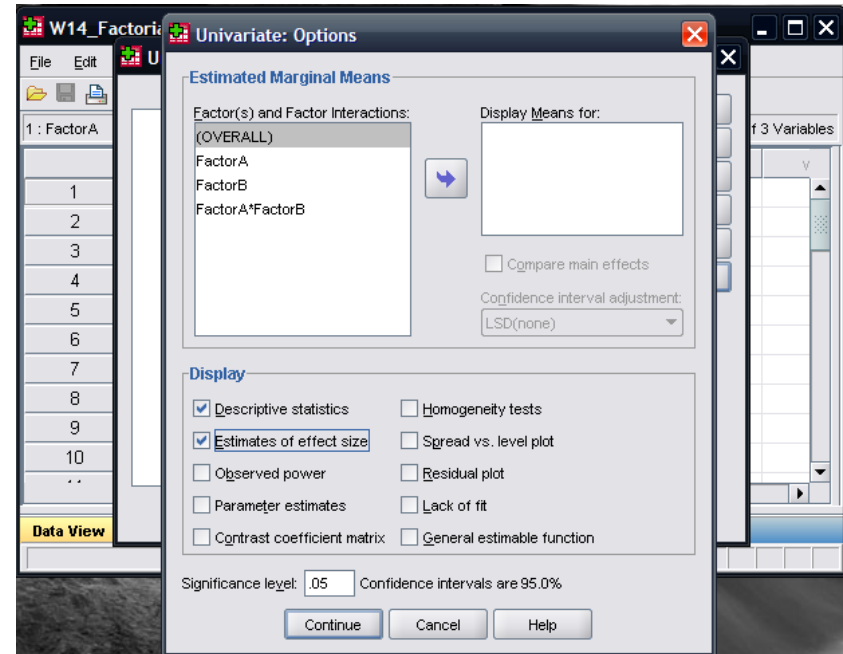 W14_Factoria
Univariate: Options
U
File Edit
Estimated Marginal Means
Factor(s) and Factor Interactions:
Display Means for:
1 : FactorA
f 3 Variables
(OVERALL)
FactorA
FactorB
FactorA*FactorB
1
2
3
4
5
6
7
8
9
10
Compare main effects
Confidence interval adjustment:
LSD(none)
Display
Descriptive statistics
Homogeneity tests
Estimates of effect size
Spread vs. level plot
Observed power
Residual plot
Parameter estimates
Lack of fit
Contrast coefficient matrix
General estimable function
Data View
Significance level: .05 Confidence intervals are 95.0%
Continue Cancel Help